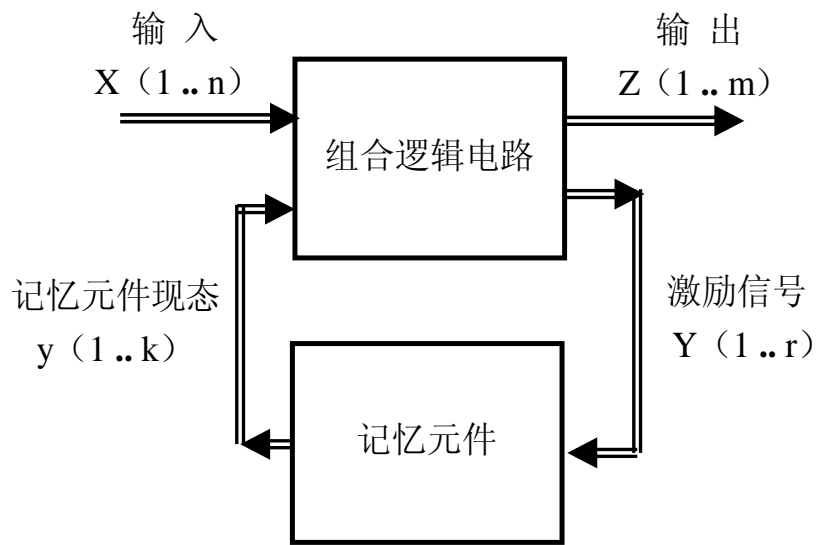 输 入
X（1 .. n）
输 出
Z（1 .. m）
组合逻辑电路
记忆元件现态
y（1 .. k）
激励信号
Y（1 .. r）
记忆元件